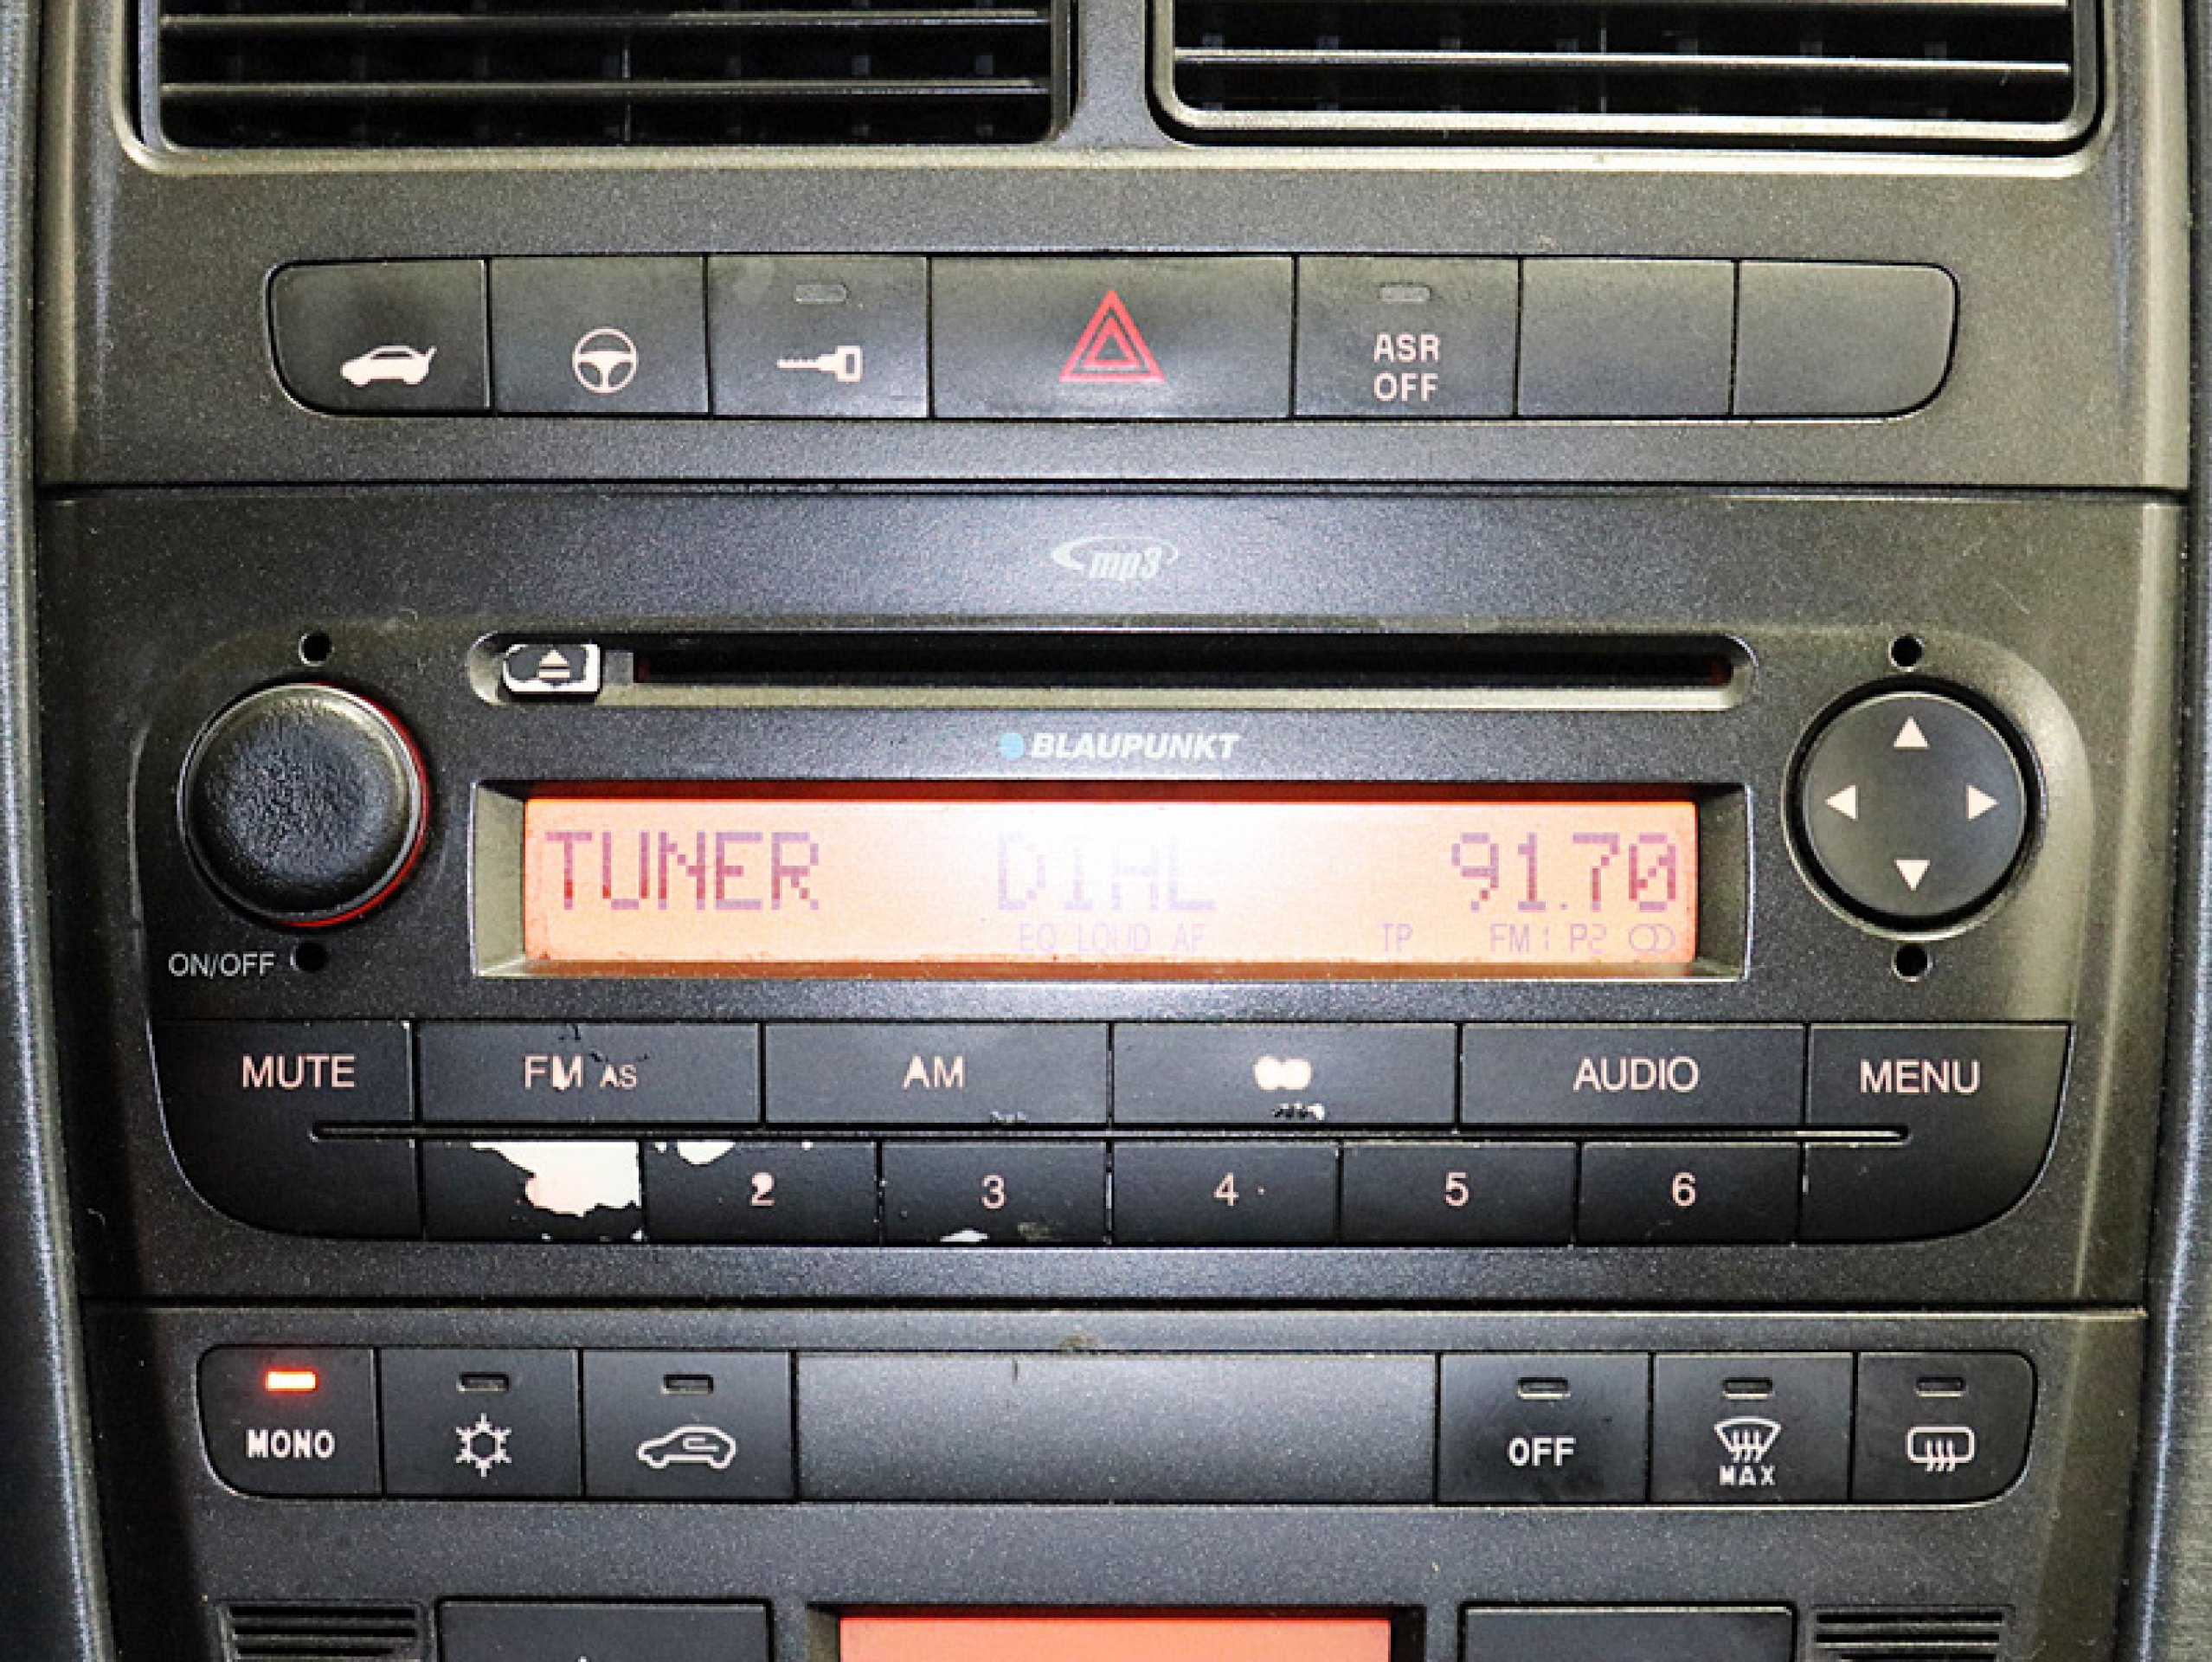 ASR
OFF
mp3
BLAUPUNKT
TUNER DIAL 91.70
EQ LOUD AF TP FM1 P2
ON/OFF
MUTE FM AS AM AUDIO MENU
2 3 4 5 6
MONO OFF MAX